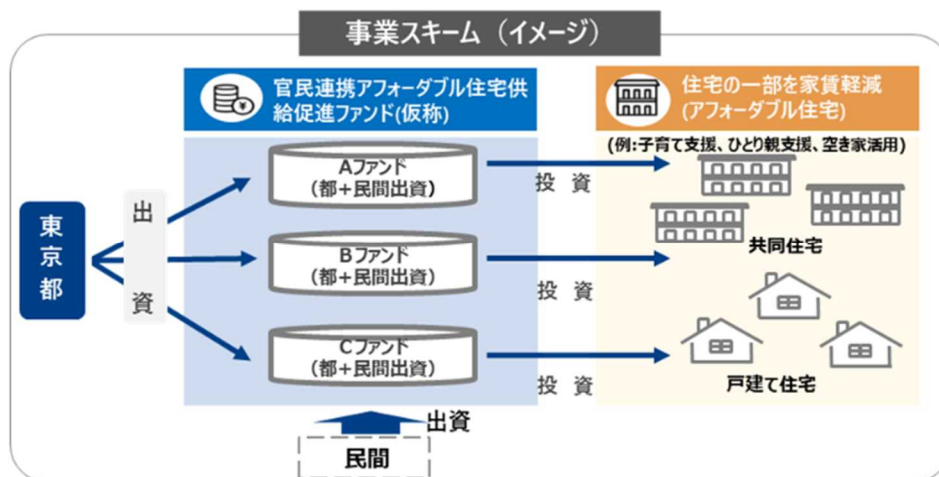 事業スキーム（イメージ）
官民連携アフォーダブル住宅供
給促進ファンド(仮称)
住宅の一部を家賃軽減
(アフォーダブル住宅)
(例:子育て支援、ひとり親支援、空き家活用)
東京都
出資
Aファンド
(都+民間出資)
投資
Bファンド
(都+民間出資)
投資
Cファンド
(都+民間出資)
投資
共同住宅
戸建て住宅
出資
民間